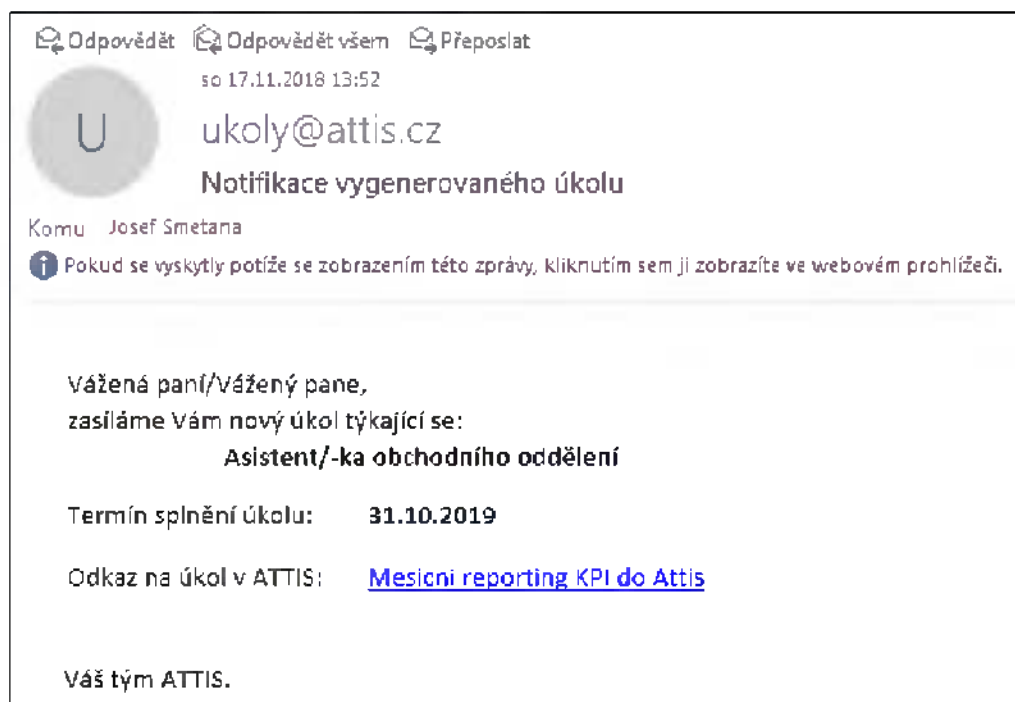 Odpovědět Odpovědět všem Přeposlat
so 17.11.2018 13:52
U
ukoly@attis.cz
Notifikace vygenerovaného úkolu
Komu Josef Smetana
Pokud se vyskytly potíže se zobrazením této zprávy, kliknutím sem ji zobrazíte ve webovém prohlížeči.
Vážená paní/Vážený pane,
zasíláme Vám nový úkol týkající se:
Asistent/-ka obchodního oddělení
Termín splnění úkolu: 31.10.2019
Odkaz na úkol v ATTIS: Mesicni reporting KPI do Attis
Váš tým ATTIS.